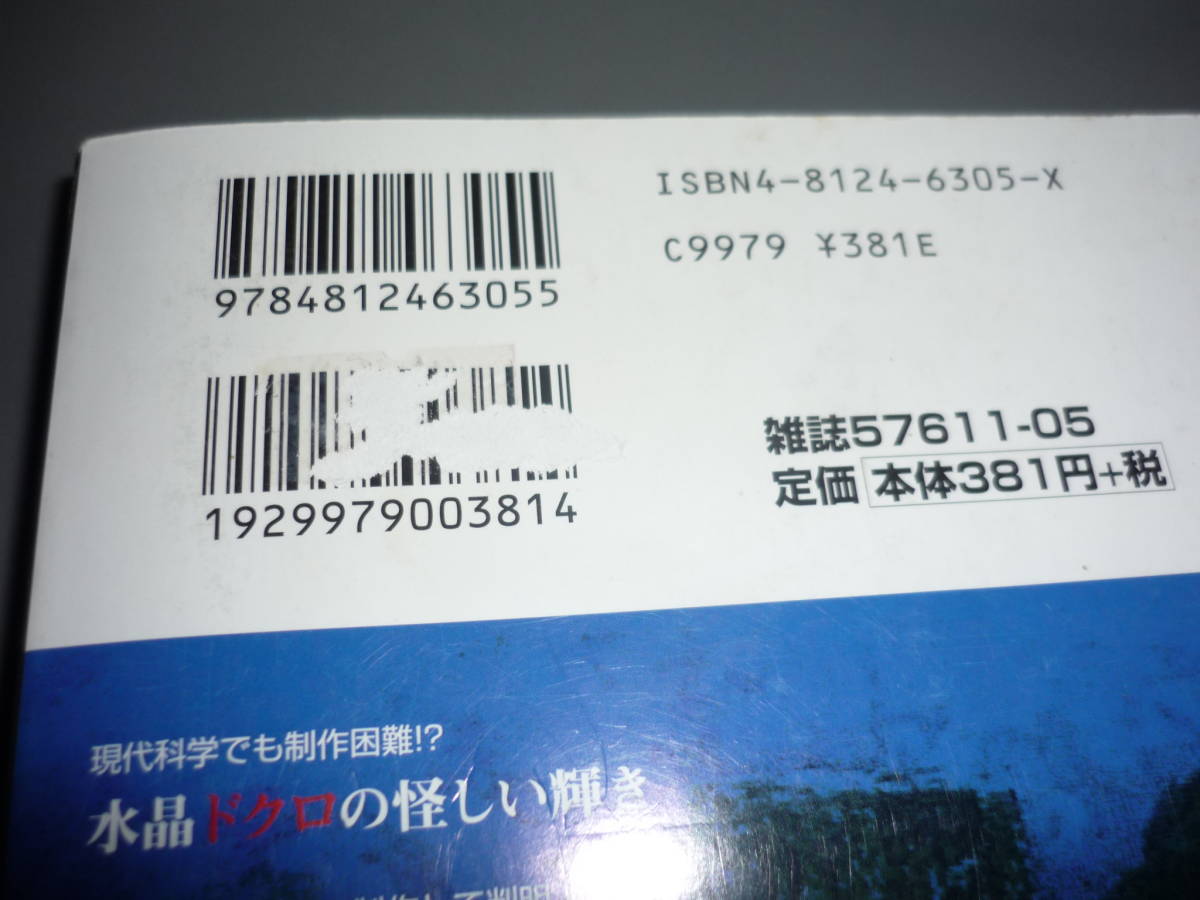 ISBN4-8124-6305-X
C9979 ¥381E
9784812463055
1929979003814
雑誌57611-05
定価 本体381円+税
現代科学でも制作困難!?
水晶ドクロの怪しい輝き